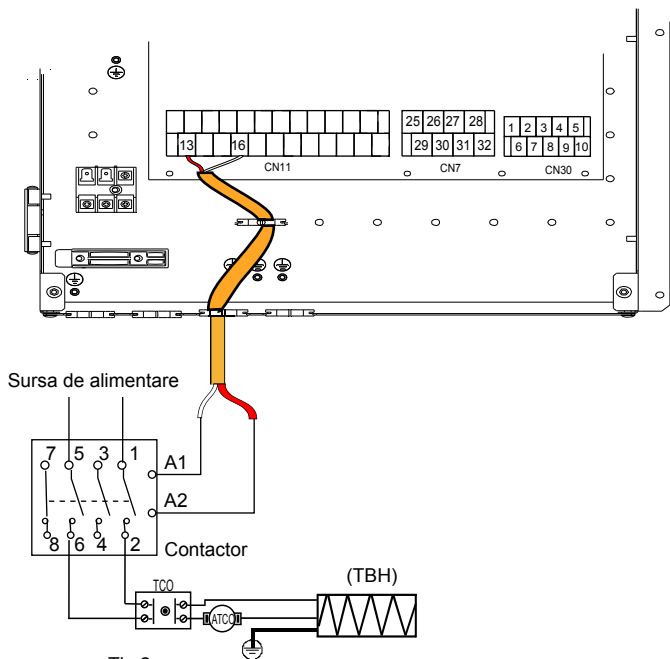 25 26 27 28
1 2 3 4 5
13 16
29 30 31 32
6 7 8 9 10
CN11
CN7
CN30
Sursa de alimentare
7 5 3 1
A1
A2
8 6 4 2
Contactor
TCO
ATCO
(TBH)